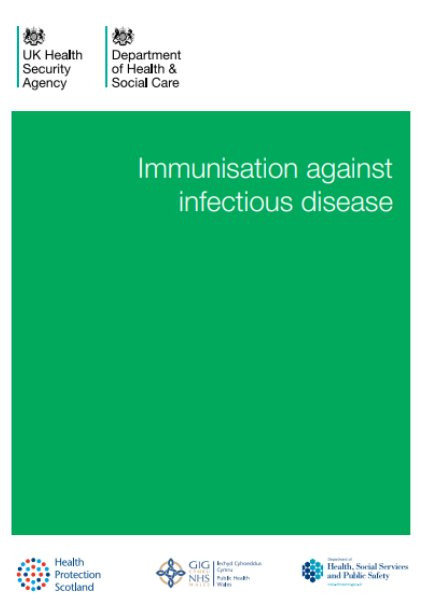 UK Health
Security
Agency
Department
of Health &
Social Care
Immunisation against
infectious disease
Health
Protection
Scotland
GIG
CYMRU
NHS
WALES
Iechyd Cyhoeddus
Cymru
Public Health
Wales
Department of
Health, Social Services
and Public Safety